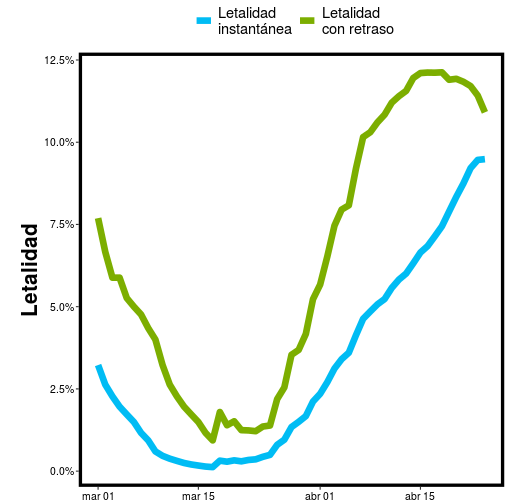 Letalidad
instantánea
Letalidad
con retraso
Letalidad
12.5%
10.0%
7.5%
5.0%
2.5%
0.0%
mar 01
mar 15
abr 01
abr 15